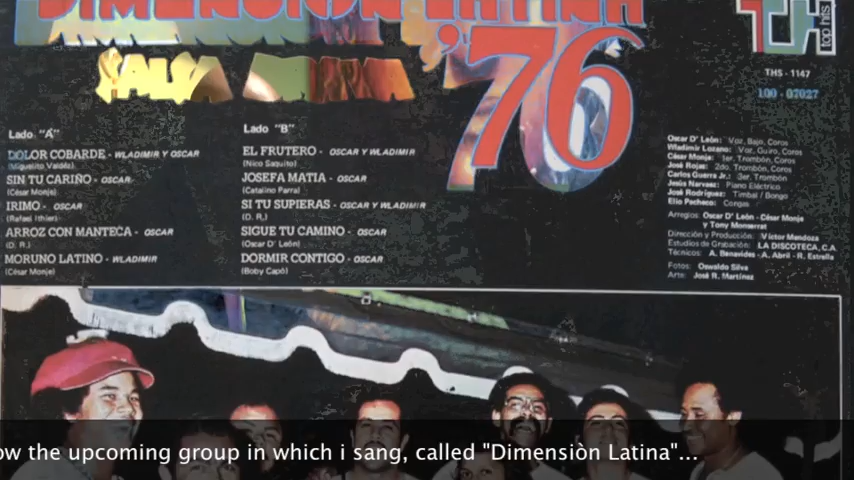 DIMENSION LATINA
'76
SALSA
TH
top hits
THS - 1147
100 - 07027
Lado "A"
DOLOR COBARDE - WLADIMIR Y OSCAR
(Miguelito Valdéz)
SIN TU CARIÑO - OSCAR
(César Monje)
IRIMO - OSCAR
(Rafael Ithier)
ARROZ CON MANTECA - OSCAR
(D. R.)
MORUNO LATINO - WLADIMIR
(César Monje)
Lado "B"
EL FRUTERO - OSCAR Y WLADIMIR
(Nico Saquito)
JOSEFA MATIA - OSCAR
(Catalino Parra)
SI TU SUPIERAS - OSCAR Y WLADIMIR
(D. R.)
SIGUE TU CAMINO - OSCAR
(Oscar D' León)
DORMIR CONTIGO - OSCAR
(Boby Capó)
Oscar D' León: Voz, Bajo, Coros
Wladimir Lozano: Voz, Guiro, Coros
César Monje: 1er. Trombón, Coros
José Rojas: 2do. Trombón, Coros
Carlos Guerra Jr.: 3er. Trombón
Jesús Narvaez: Piano Eléctrico
José Rodríguez: Timbal / Bongo
Elio Pacheco: Congas
Arreglos: Oscar D' León - César Monje
y Tony Monserrat
Dirección y Producción: Víctor Mendoza
Estudios de Grabación: LA DISCOTECA, C.A.
Técnicos: A. Benavides - A. Abril - R. Estrella
Fotos: Oswaldo Silva
Arte: José R. Martínez
ow the upcoming group in which i sang, called "Dimensiòn Latina"...